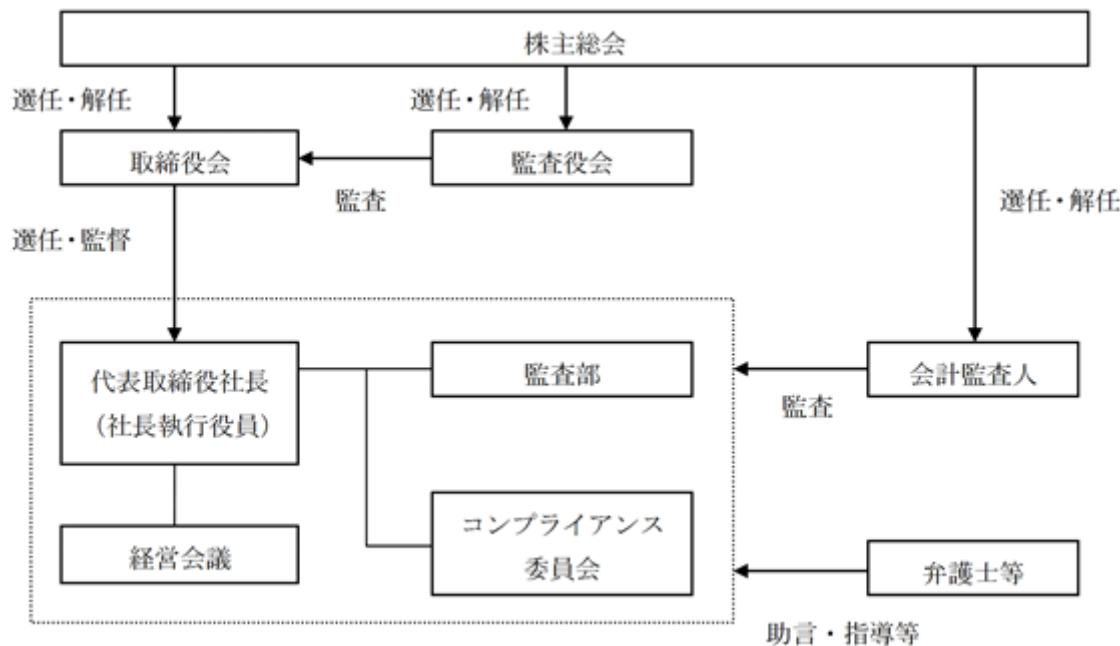 株主総会
選任・解任
選任・解任
取締役会
監査役会
監査
選任・解任
選任・監督
代表取締役社長
（社長執行役員）
監査部
会計監査人
監査
コンプライアンス
委員会
経営会議
弁護士等
助言・指導等